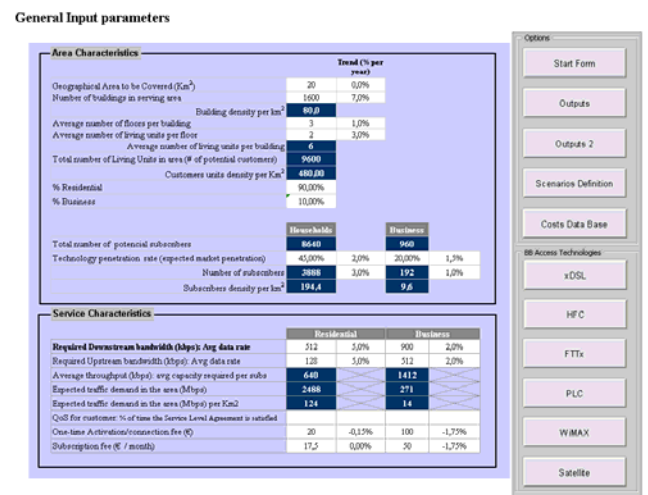 General Input parameters
Area Characteristics
Trend (% per
year)
Geographical Area to be Covered (Km2) 20 0,0%
Number of buildings in serving area 1600 7,0%
Building density per km2 80,0
Average number of floors per building 3 1,0%
Average number of living units per floor 2 3,0%
Average number of living units per building 6
Total number of Living Units in area (# of potential customers) 9600
Customers units density per Km2 480,00
% Residential 90,00%
% Business 10,00%
Households Business
Total number of potencial subscribers 8640 960
Technology penetration rate (expected market penetration) 45,00% 2,0% 20,00% 1,5%
Number of subscribers 3888 3,0% 192 1,0%
Subscribers density per km2 194,4 9,6
Service Characteristics
Residential Business
Required Downstream bandwidth (kbps): Avg data rate 512 5,0% 900 2,0%
Required Upstream bandwidth (kbps): Avg data rate 128 5,0% 512 2,0%
Average throughput (kbps): avg capacity required per subs 640 1412
Expected traffic demand in the area (Mbps) 2488 271
Expected traffic demand in the area (Mbps) per Km2 124 14
QoS for customer: % of time the Service Level Agreement is satisfied
One-time Activation/connection fee (€) 20 -0,15% 100 -1,75%
Subscription fee (€ / month) 17,5 0,00% 50 -1,75%
Options
Start Form
Outputs
Outputs 2
Scenarios Definition
Costs Data Base
BB Access Technologies
xDSL
HFC
FTTx
PLC
WiMAX
Satellite